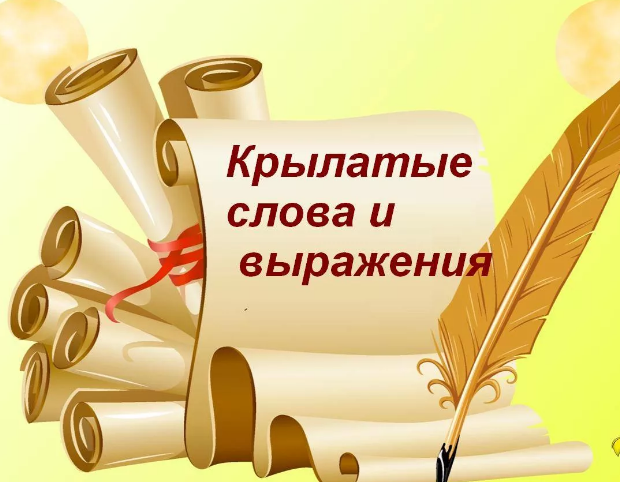 Крылатые
слова и
выражения